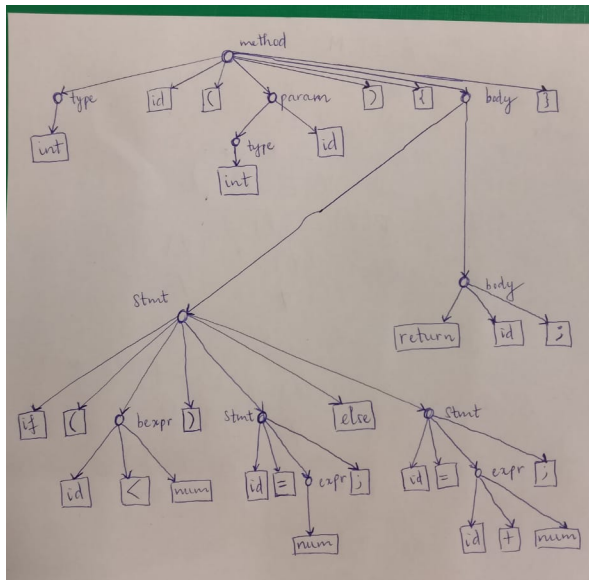 method
type id ( param ) { body }
int type id
int
Stmt body
return id ;
if ( bexpr ) Stmt else Stmt
id < num id = expr ; id = expr ;
num id + num